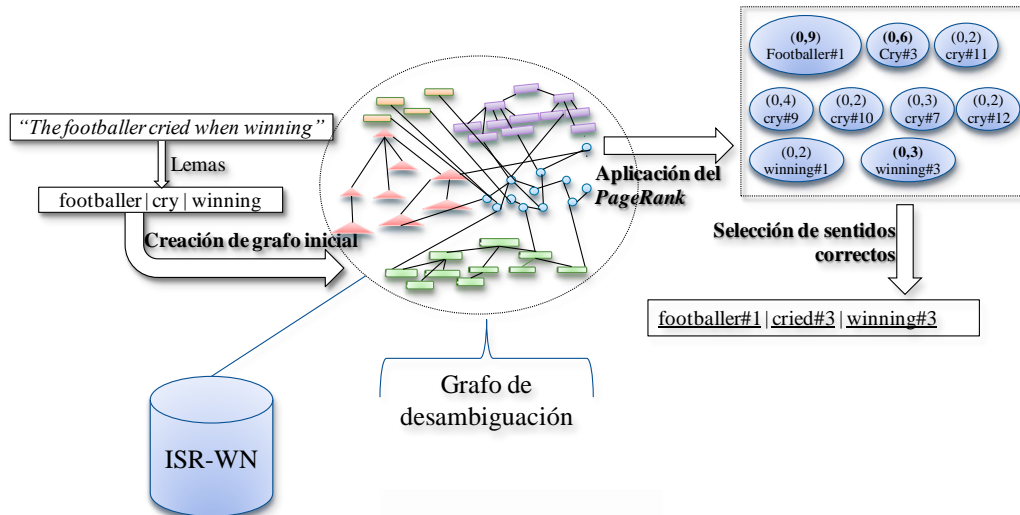 “The footballer cried when winning”
Lemas
footballer | cry | winning
Creación de grafo inicial
ISR-WN
Grafo de
desambiguación
Aplicación del
PageRank
(0,9)
Footballer#1
(0,6)
Cry#3
(0,2)
cry#11
(0,4)
cry#9
(0,2)
cry#10
(0,3)
cry#7
(0,2)
cry#12
(0,2)
winning#1
(0,3)
winning#3
Selección de sentidos
correctos
footballer#1 | cried#3 | winning#3